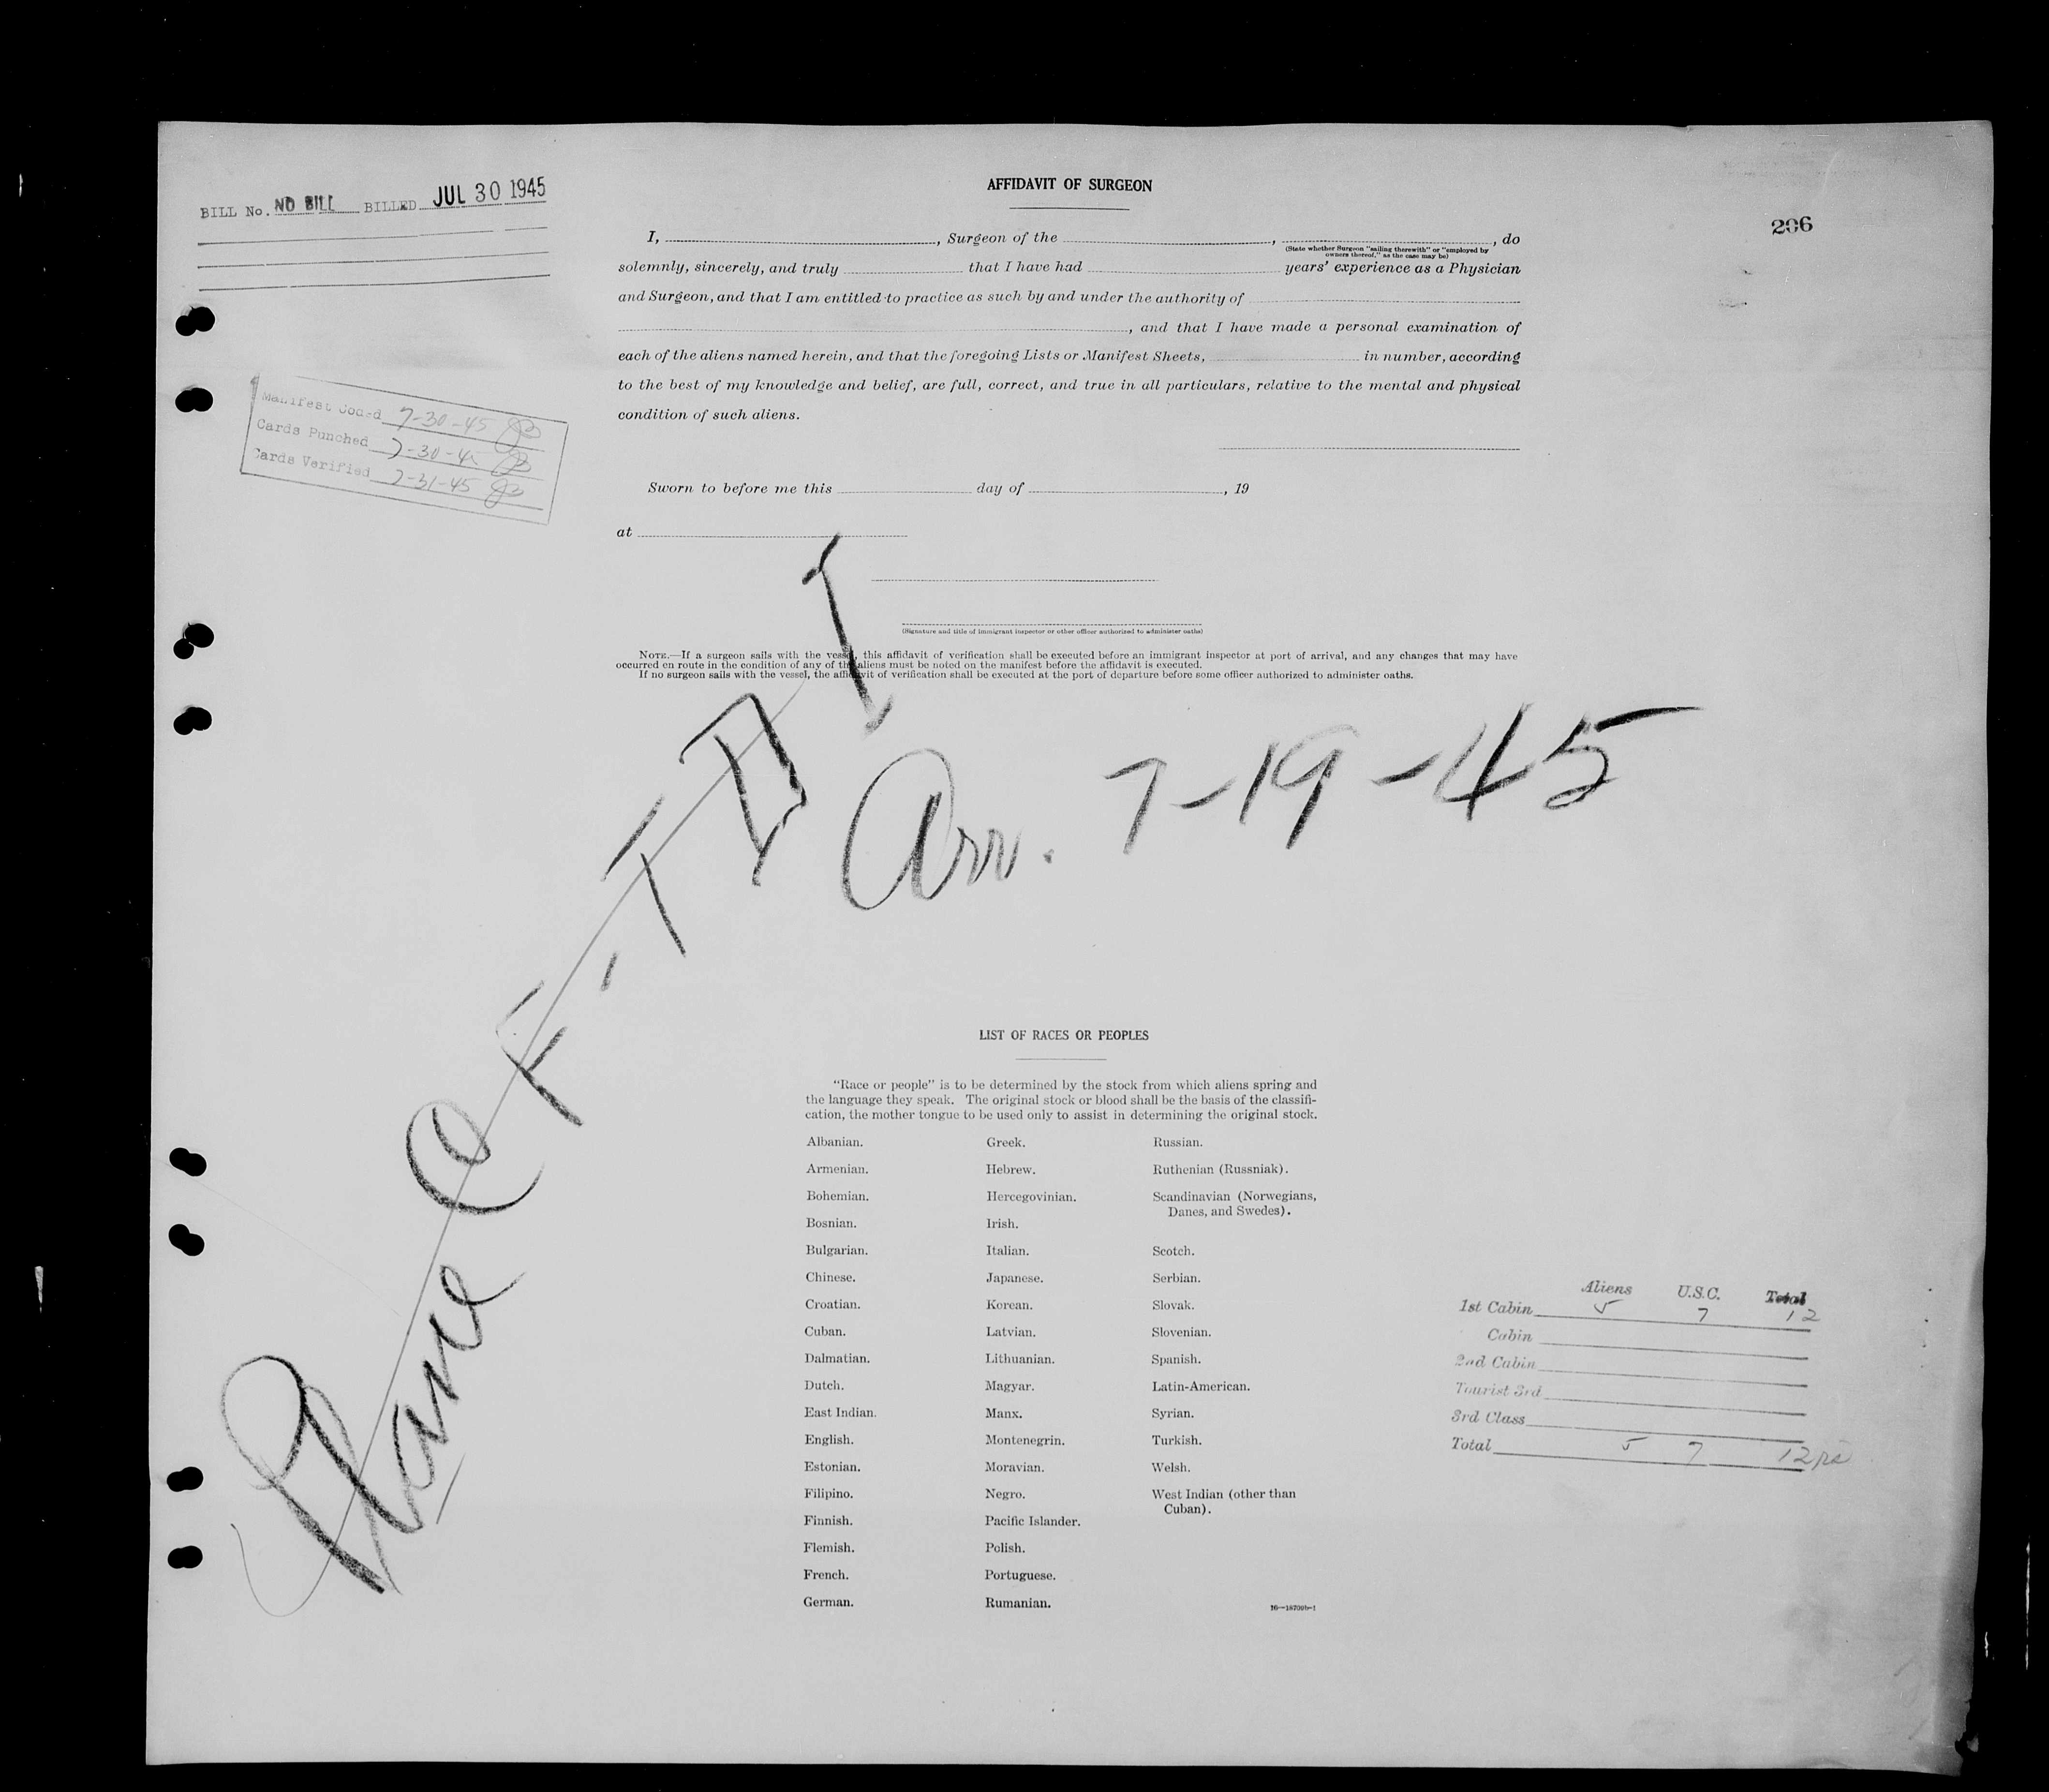 BILL No. NO BILL BILLED JUL 30 1945
AFFIDAVIT OF SURGEON
206
I, , Surgeon of the , , do
(State whether Surgeon "sailing therewith" or "employed by
owners thereof," as the case may be)
solemnly, sincerely, and truly that I have had years' experience as a Physician
and Surgeon, and that I am entitled to practice as such by and under the authority of
, and that I have made a personal examination of
each of the aliens named herein, and that the foregoing Lists or Manifest Sheets, in number, according
to the best of my knowledge and belief, are full, correct, and true in all particulars, relative to the mental and physical
condition of such aliens.
Manifest Coded 7-30-45
Cards Punched 7-30-45
Cards Verified 7-31-45
Sworn to before me this day of , 19
at
(Signature and title of immigrant inspector or other officer authorized to administer oaths)
NOTE.—If a surgeon sails with the vessel, this affidavit of verification shall be executed before an immigrant inspector at port of arrival, and any changes that may have
occurred en route in the condition of any of the aliens must be noted on the manifest before the affidavit is executed.
If no surgeon sails with the vessel, the affidavit of verification shall be executed at the port of departure before some officer authorized to administer oaths.
Plane
Arr. 7-19-45
LIST OF RACES OR PEOPLES
"Race or people" is to be determined by the stock from which aliens spring and
the language they speak. The original stock or blood shall be the basis of the classifi-
cation, the mother tongue to be used only to assist in determining the original stock.
Albanian.
Armenian.
Bohemian.
Bosnian.
Bulgarian.
Chinese.
Croatian.
Cuban.
Dalmatian.
Dutch.
East Indian.
English.
Estonian.
Filipino.
Finnish.
Flemish.
French.
German.
Greek.
Hebrew.
Hercegovinian.
Irish.
Italian.
Japanese.
Korean.
Latvian.
Lithuanian.
Magyar.
Manx.
Montenegrin.
Moravian.
Negro.
Pacific Islander.
Polish.
Portuguese.
Rumanian.
Russian.
Ruthenian (Russniak).
Scandinavian (Norwegians,
Danes, and Swedes).
Scotch.
Serbian.
Slovak.
Slovenian.
Spanish.
Latin-American.
Syrian.
Turkish.
Welsh.
West Indian (other than
Cuban).
Aliens U.S.C. Total
1st Cabin 5 7 12
Cabin
2nd Cabin
Tourist 3rd
3rd Class
Total 5 7 12